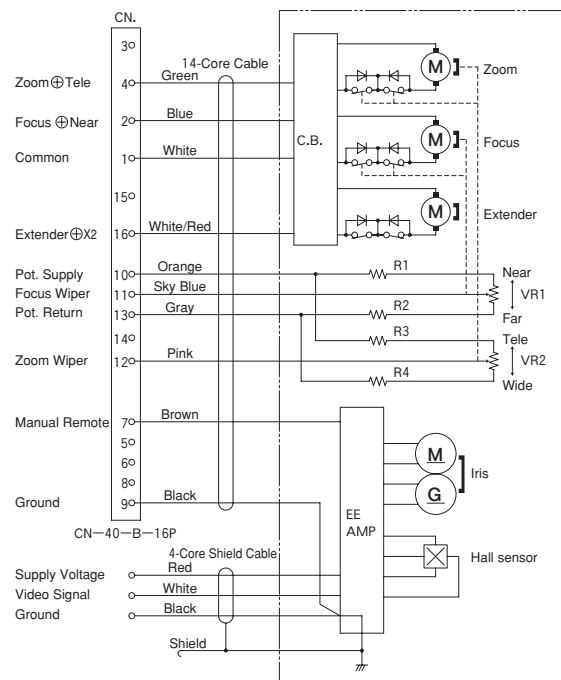 CN.
3
14-Core Cable
Zoom⊕Tele 4 Green
M Zoom
Focus ⊕Near 2 Blue
C.B.
M Focus
Common 1 White
15
M Extender
Extender⊕X2 16 White/Red
Pot. Supply 10 Orange R1 Near
Focus Wiper 11 Sky Blue VR1
Pot. Return 13 Gray R2 Far
14 R3 Tele
Zoom Wiper 12 Pink VR2
R4 Wide
Manual Remote 7 Brown
5
6
8
M
G
Iris
Ground 9 Black
EE
AMP
CN—40—B—16P
4-Core Shield Cable
Hall sensor
Supply Voltage Red
Video Signal White
Ground Black
Shield